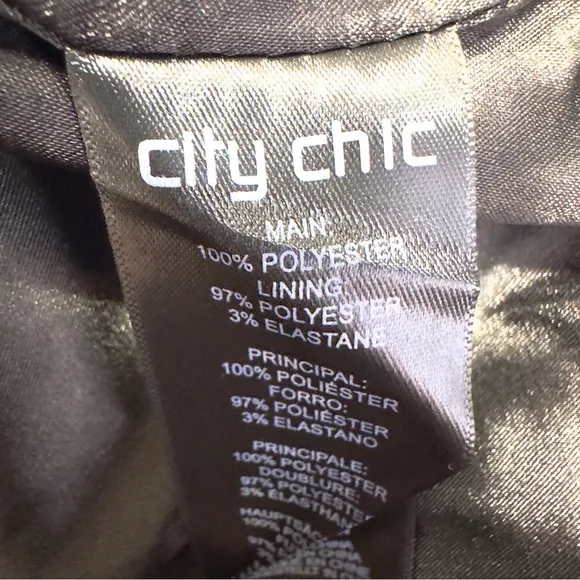 city chic
MAIN
100% POLYESTER
LINING
97% POLYESTER
3% ELASTANE
PRINCIPAL:
100% POLIÉSTER
FORRO:
97% POLIÉSTER
3% ELASTANO
PRINCIPALE:
100% POLYESTER
DOUBLURE:
97% POLYESTER
3% ELASTHANNE